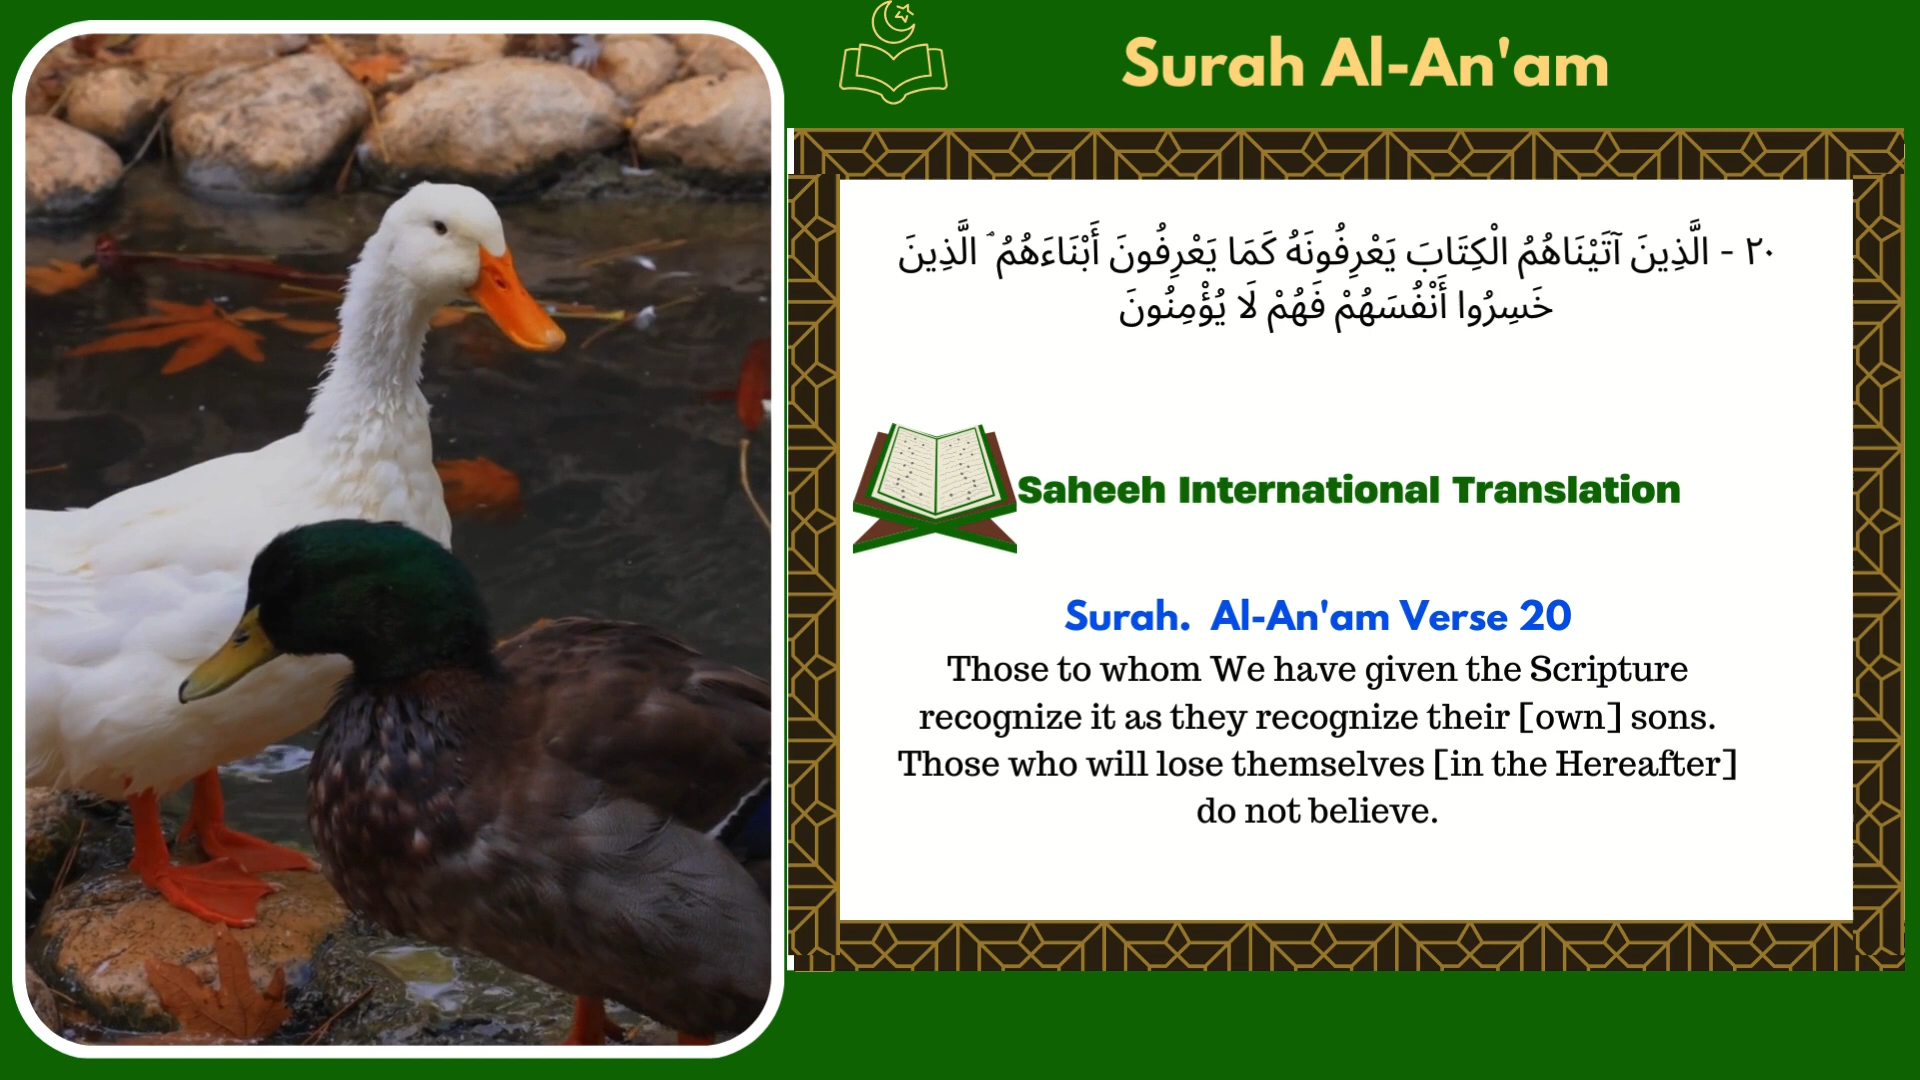 Surah Al-An'am
٢٠ - الَّذِينَ آتَيْنَاهُمُ الْكِتَابَ يَعْرِفُونَهُ كَمَا يَعْرِفُونَ أَبْنَاءَهُمُ ۘ الَّذِينَ
خَسِرُوا أَنْفُسَهُمْ فَهُمْ لَا يُؤْمِنُونَ
Saheeh International Translation
Surah. Al-An'am Verse 20
Those to whom We have given the Scripture
recognize it as they recognize their [own] sons.
Those who will lose themselves [in the Hereafter]
do not believe.